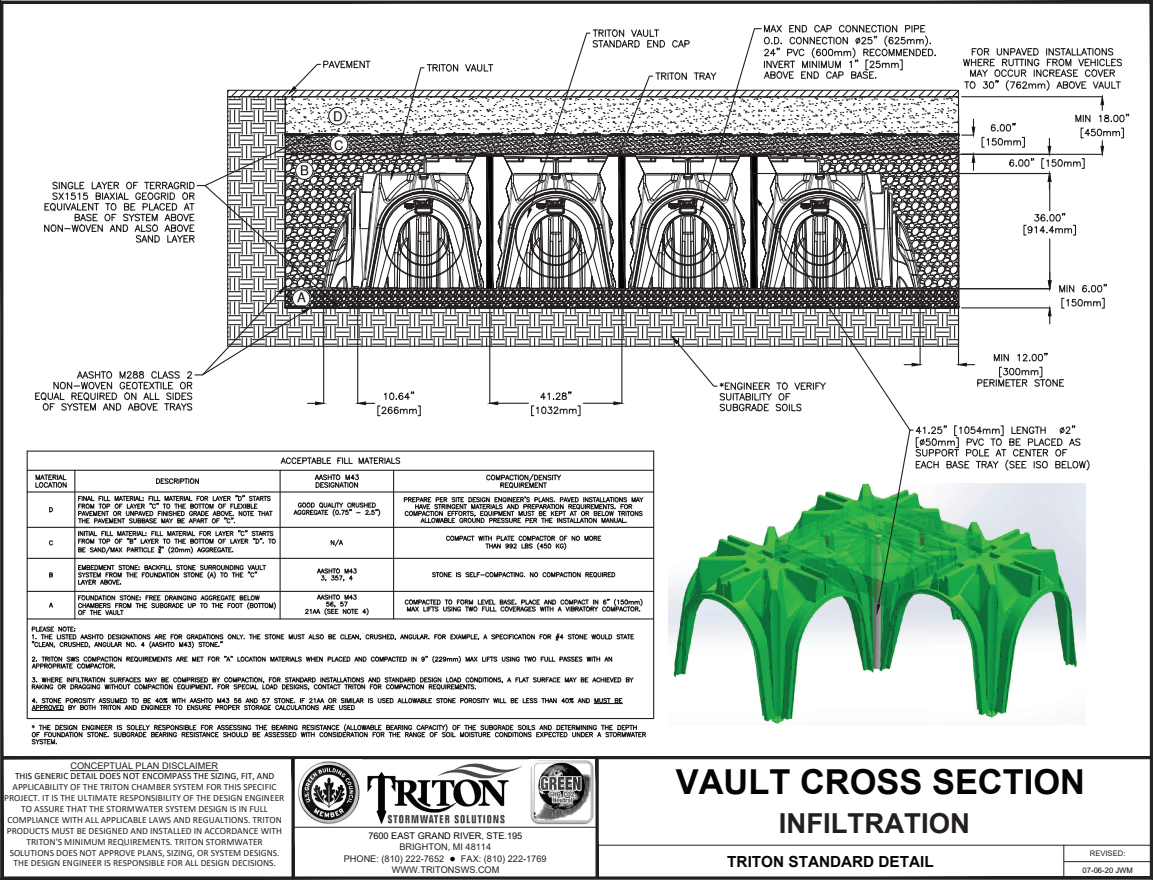 PAVEMENT
TRITON VAULT
TRITON VAULT
STANDARD END CAP
TRITON TRAY
MAX END CAP CONNECTION PIPE
O.D. CONNECTION ø25" (625mm).
24" PVC (600mm) RECOMMENDED.
INVERT MINIMUM 1" [25mm]
ABOVE END CAP BASE.
FOR UNPAVED INSTALLATIONS
WHERE RUTTING FROM VEHICLES
MAY OCCUR INCREASE COVER
TO 30" (762mm) ABOVE VAULT
D
C
B
A
6.00"
[150mm]
MIN 18.00"
[450mm]
6.00" [150mm]
36.00"
[914.4mm]
MIN 6.00"
[150mm]
SINGLE LAYER OF TERRAGRID
SX1515 BIAXIAL GEOGRID OR
EQUIVALENT TO BE PLACED AT
BASE OF SYSTEM ABOVE
NON-WOVEN AND ALSO ABOVE
SAND LAYER
AASHTO M288 CLASS 2
NON-WOVEN GEOTEXTILE OR
EQUAL REQUIRED ON ALL SIDES
OF SYSTEM AND ABOVE TRAYS
10.64"
[266mm]
41.28"
[1032mm]
*ENGINEER TO VERIFY
SUITABILITY OF
SUBGRADE SOILS
MIN 12.00"
[300mm]
PERIMETER STONE
41.25" [1054mm] LENGTH ø2"
[ø50mm] PVC TO BE PLACED AS
SUPPORT POLE AT CENTER OF
EACH BASE TRAY (SEE ISO BELOW)
ACCEPTABLE FILL MATERIALS
MATERIAL
LOCATION
DESCRIPTION
AASHTO M43
DESIGNATION
COMPACTION/DENSITY
REQUIREMENT
D
FINAL FILL MATERIAL: FILL MATERIAL FOR LAYER "D" STARTS
FROM TOP OF LAYER "C" TO THE BOTTOM OF FLEXIBLE
PAVEMENT OR UNPAVED FINISHED GRADE ABOVE. NOTE THAT
THE PAVEMENT SUBBASE MAY BE APART OF "C".
GOOD QUALITY CRUSHED
AGGREGATE (0.75" - 2.5")
PREPARE PER SITE DESIGN ENGINEER'S PLANS. PAVED INSTALLATIONS MAY
HAVE STRINGENT MATERIALS AND PREPARATION REQUIREMENTS. FOR
COMPACTION EFFORTS, EQUIPMENT MUST BE KEPT AT OR BELOW TRITONS
ALLOWABLE GROUND PRESSURE PER THE INSTALLATION MANUAL.
C
INITIAL FILL MATERIAL: FILL MATERIAL FOR LAYER "C" STARTS
FROM TOP OF "B" LAYER TO THE BOTTOM OF LAYER "D". TO
BE SAND/MAX PARTICLE ¾" (20mm) AGGREGATE.
N/A
COMPACT WITH PLATE COMPACTOR OF NO MORE
THAN 992 LBS (450 KG)
B
EMBEDMENT STONE: BACKFILL STONE SURROUNDING VAULT
SYSTEM FROM THE FOUNDATION STONE (A) TO THE "C"
LAYER ABOVE.
AASHTO M43
3, 357, 4
STONE IS SELF-COMPACTING. NO COMPACTION REQUIRED
A
FOUNDATION STONE: FREE DRAINING AGGREGATE BELOW
CHAMBERS FROM THE SUBGRADE UP TO THE FOOT (BOTTOM)
OF THE VAULT
AASHTO M43
56, 57
21AA (SEE NOTE 4)
COMPACTED TO FORM LEVEL BASE. PLACE AND COMPACT IN 6" (150mm)
MAX LIFTS USING TWO FULL COVERAGES WITH A VIBRATORY COMPACTOR.
PLEASE NOTE:
1. THE LISTED AASHTO DESIGNATIONS ARE FOR GRADATIONS ONLY. THE STONE MUST ALSO BE CLEAN, CRUSHED, ANGULAR. FOR EXAMPLE, A SPECIFICATION FOR #4 STONE WOULD STATE
"CLEAN, CRUSHED, ANGULAR NO. 4 (AASHTO M43) STONE."
2. TRITON SWS COMPACTION REQUIREMENTS ARE MET FOR "A" LOCATION MATERIALS WHEN PLACED AND COMPACTED IN 9" (229mm) MAX LIFTS USING TWO FULL PASSES WITH AN
APPROPRIATE COMPACTOR.
3. WHERE INFILTRATION SURFACES MAY BE COMPRISED BY COMPACTION, FOR STANDARD INSTALLATIONS AND STANDARD DESIGN LOAD CONDITIONS, A FLAT SURFACE MAY BE ACHIEVED BY
RAKING OR DRAGGING WITHOUT COMPACTION EQUIPMENT. FOR SPECIAL LOAD DESIGNS, CONTACT TRITON FOR COMPACTION REQUIREMENTS.
4. STONE POROSITY ASSUMED TO BE 40% WITH AASHTO M43 56 AND 57 STONE. IF 21AA OR SIMILAR IS USED ALLOWABLE STONE POROSITY WILL BE LESS THAN 40% AND MUST BE
APPROVED BY BOTH TRITON AND ENGINEER TO ENSURE PROPER STORAGE CALCULATIONS ARE USED
* THE DESIGN ENGINEER IS SOLELY RESPONSIBLE FOR ASSESSING THE BEARING RESISTANCE (ALLOWABLE BEARING CAPACITY) OF THE SUBGRADE SOILS AND DETERMINING THE DEPTH
OF FOUNDATION STONE. SUBGRADE BEARING RESISTANCE SHOULD BE ASSESSED WITH CONSIDERATION FOR THE RANGE OF SOIL MOISTURE CONDITIONS EXPECTED UNDER A STORMWATER
SYSTEM.
CONCEPTUAL PLAN DISCLAIMER
THIS GENERIC DETAIL DOES NOT ENCOMPASS THE SIZING, FIT, AND
APPLICABILITY OF THE TRITON CHAMBER SYSTEM FOR THIS SPECIFIC
PROJECT. IT IS THE ULTIMATE RESPONSIBILITY OF THE DESIGN ENGINEER
TO ASSURE THAT THE STORMWATER SYSTEM DESIGN IS IN FULL
COMPLIANCE WITH ALL APPLICABLE LAWS AND REGUALTIONS. TRITON
PRODUCTS MUST BE DESIGNED AND INSTALLED IN ACCORDANCE WITH
TRITON'S MINIMUM REQUIREMENTS. TRITON STORMWATER
SOLUTIONS DOES NOT APPROVE PLANS, SIZING, OR SYSTEM DESIGNS.
THE DESIGN ENGINEER IS RESPONSIBLE FOR ALL DESIGN DECISIONS.
U.S. GREEN BUILDING COUNCIL
MEMBER
TRITON
STORMWATER SOLUTIONS
GREEN
Neutral
7600 EAST GRAND RIVER, STE.195
BRIGHTON, MI 48114
PHONE: (810) 222-7652 ● FAX: (810) 222-1769
WWW.TRITONSWS.COM
VAULT CROSS SECTION
INFILTRATION
TRITON STANDARD DETAIL
REVISED:
07-06-20 JWM